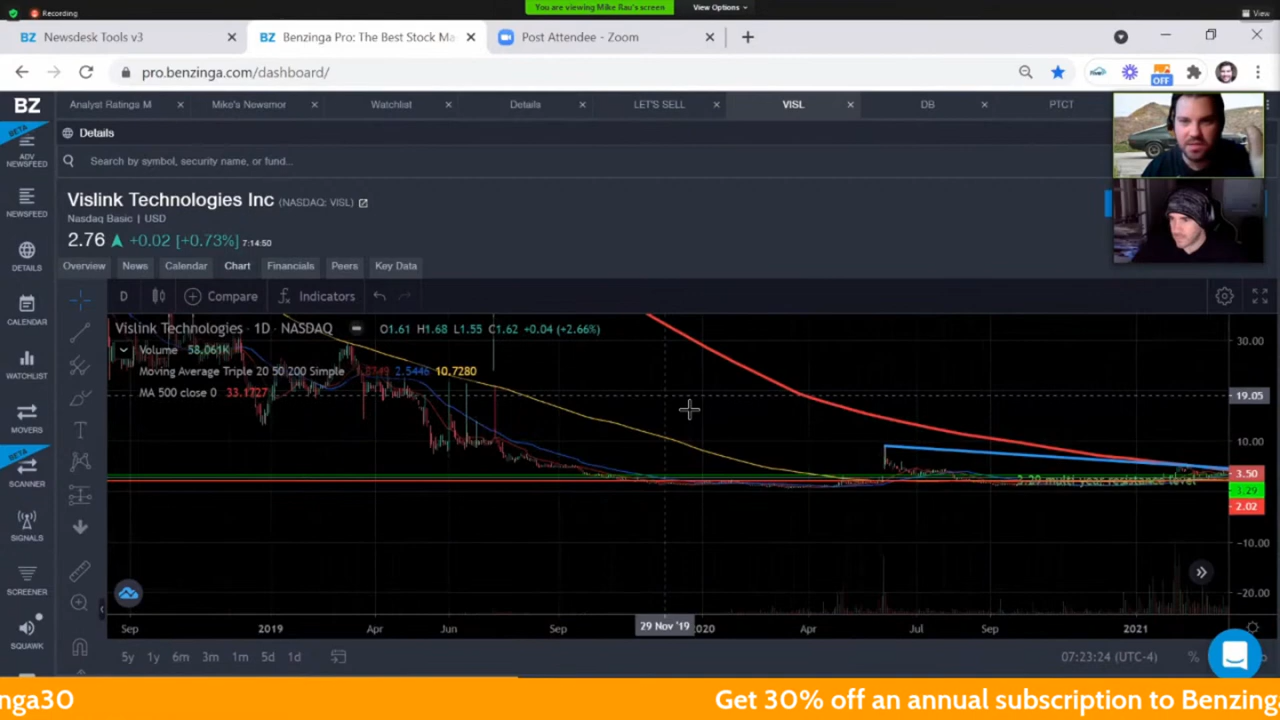 Recording
You are viewing Mike Rau's screen
View Options
View
BZ Newsdesk Tools v3
BZ Benzinga Pro: The Best Stock Ma
Post Attendee - Zoom
pro.benzinga.com/dashboard/
OFF
BZ
Analyst Ratings M
Mike's Newsmor
Watchlist
Details
LET'S SELL
VISL
DB
PTCT
Details
Search by symbol, security name, or fund...
BETA
ADV NEWSFEED
NEWSFEED
DETAILS
CALENDAR
WATCHLIST
MOVERS
BETA
SCANNER
SIGNALS
SCREENER
SQUAWK
Vislink Technologies Inc (NASDAQ: VISL)
Nasdaq Basic | USD
2.76 +0.02 [+0.73%] 7:14:50
Overview News Calendar Chart Financials Peers Key Data
D Compare Indicators
Vislink Technologies · 1D · NASDAQ O1.61 H1.68 L1.55 C1.62 +0.04 (+2.66%)
Volume 58.061K
Moving Average Triple 20 50 200 Simple 2.5446 10.7280
MA 500 close 0 33.1727
3.29 multi year resistance level
30.00
19.05
10.00
3.50
3.29
2.02
−10.00
−20.00
Sep 2019 Apr Jun Sep 29 Nov '19 2020 Apr Jul Sep 2021
5y 1y 6m 3m 1m 5d 1d
07:23:24 (UTC-4) %
nga30 Get 30% off an annual subscription to Benzing